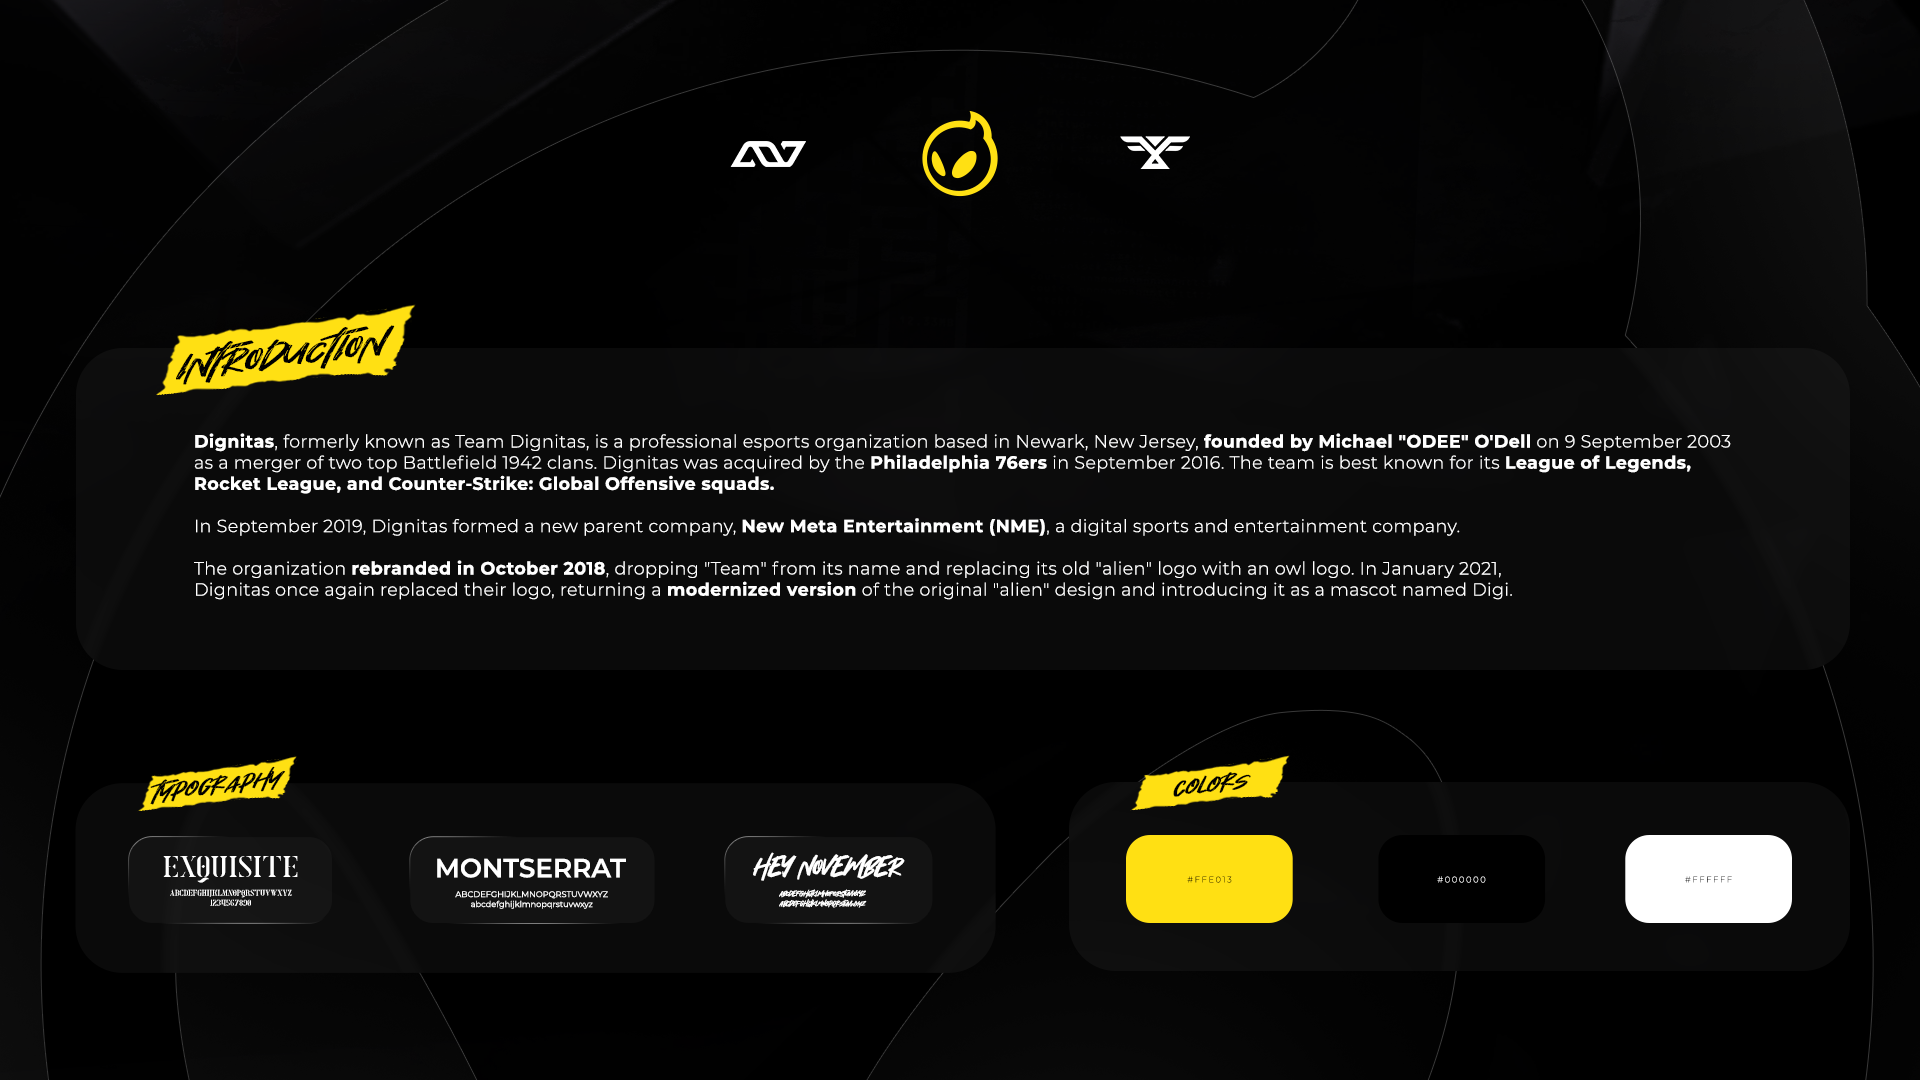 INTRODUCTION
Dignitas, formerly known as Team Dignitas, is a professional esports organization based in Newark, New Jersey, founded by Michael "ODEE" O'Dell on 9 September 2003
as a merger of two top Battlefield 1942 clans. Dignitas was acquired by the Philadelphia 76ers in September 2016. The team is best known for its League of Legends,
Rocket League, and Counter-Strike: Global Offensive squads.
In September 2019, Dignitas formed a new parent company, New Meta Entertainment (NME), a digital sports and entertainment company.
The organization rebranded in October 2018, dropping "Team" from its name and replacing its old "alien" logo with an owl logo. In January 2021,
Dignitas once again replaced their logo, returning a modernized version of the original "alien" design and introducing it as a mascot named Digi.
TYPOGRAPHY
EXQUISITE
ABCDEFGHIJKLMNOPQRSTUVWXYZ
1234567890
MONTSERRAT
ABCDEFGHIJKLMNOPQRSTUVWXYZ
abcdefghijklmnopqrstuvwxyz
HEY NOVEMBER
COLORS
#FFE013
#000000
#FFFFFF